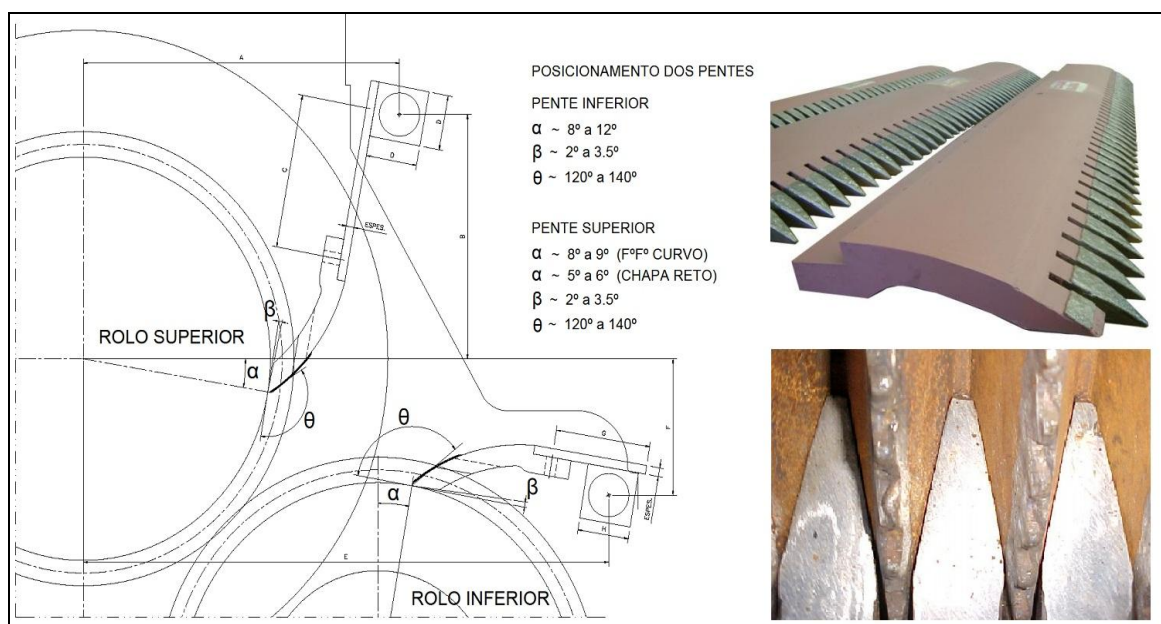 A
POSICIONAMENTO DOS PENTES
PENTE INFERIOR
α ~ 8º a 12º
β ~ 2º a 3.5º
θ ~ 120º a 140º
PENTE SUPERIOR
α ~ 8º a 9º (FºFº CURVO)
α ~ 5º a 6º (CHAPA RETO)
β ~ 2º a 3.5º
θ ~ 120º a 140º
D
D
C
B
ESPES.
β
ROLO SUPERIOR
α
θ
θ
G
F
α
β
ESPES.
H
E
ROLO INFERIOR